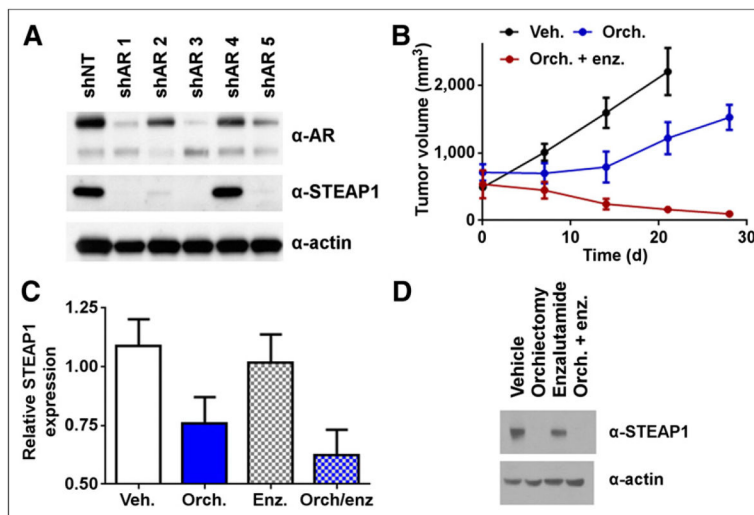 A
shNT
shAR 1
shAR 2
shAR 3
shAR 4
shAR 5
α-AR
α-STEAP1
α-actin
B
Veh.
Orch.
Orch. + enz.
Tumor volume (mm³)
2,000
1,000
0
0
10
20
30
Time (d)
C
Relative STEAP1
expression
1.25
1.00
0.75
0.50
Veh.
Orch.
Enz.
Orch/enz
D
Vehicle
Orchiectomy
Enzalutamide
Orch. + enz.
α-STEAP1
α-actin